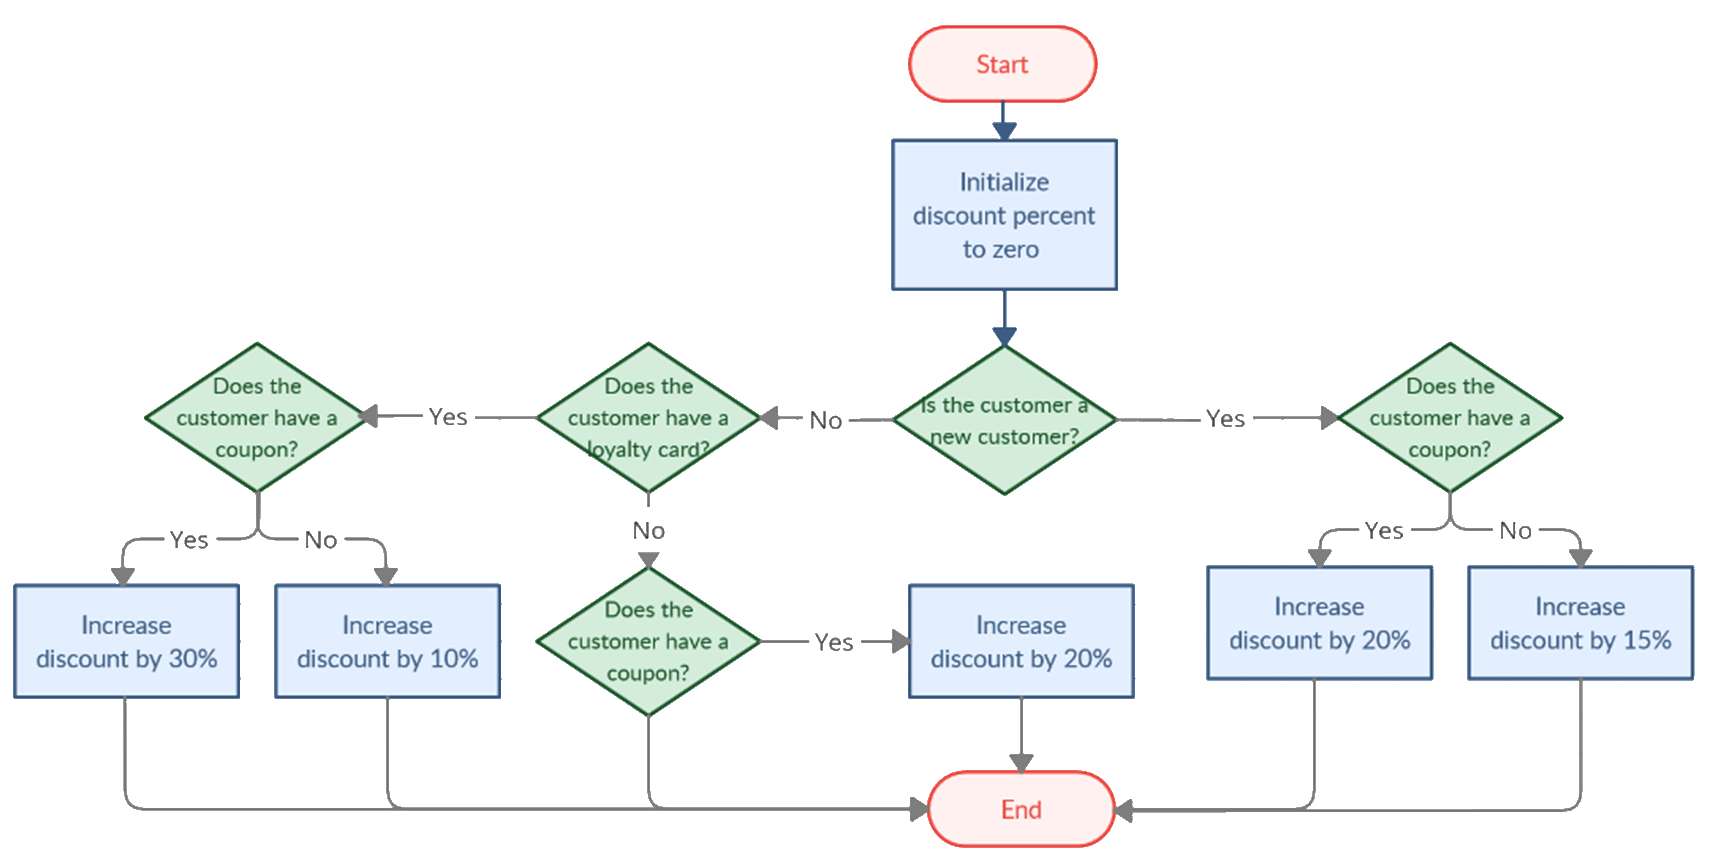 Start
Initialize
discount percent
to zero
Does the
customer have a
coupon?
Yes
Does the
customer have a
loyalty card?
No
Is the customer a
new customer?
Yes
Does the
customer have a
coupon?
Yes
No
No
Yes
No
Increase
discount by 30%
Increase
discount by 10%
Does the
customer have a
coupon?
Yes
Increase
discount by 20%
Increase
discount by 20%
Increase
discount by 15%
End